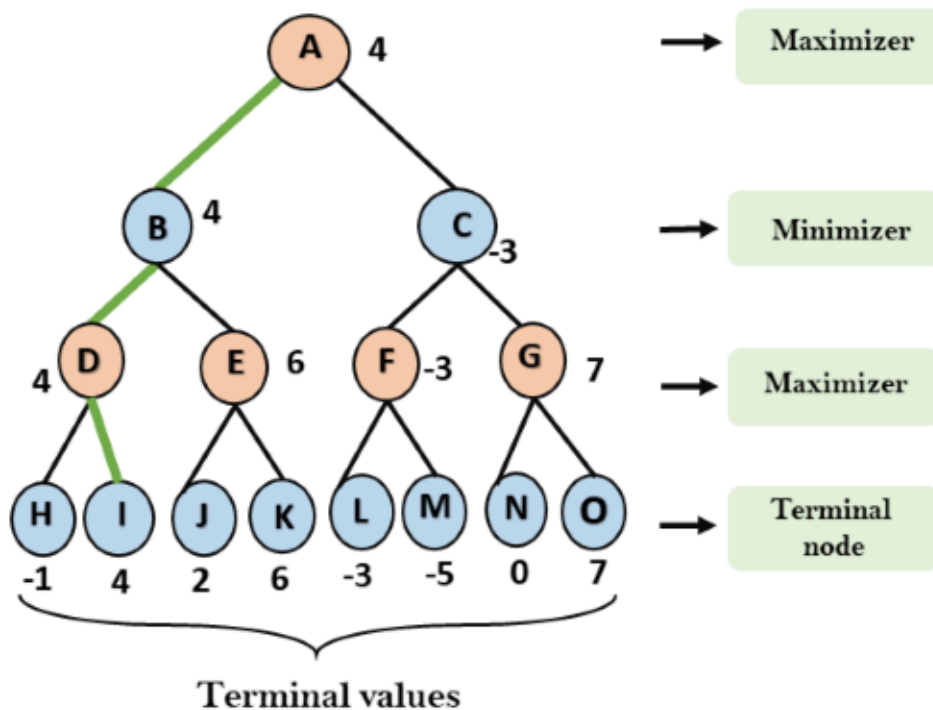 A 4 Maximizer
B 4 C -3 Minimizer
D 4 E 6 F -3 G 7 Maximizer
H I J K L M N O Terminal
node
-1 4 2 6 -3 -5 0 7
Terminal values